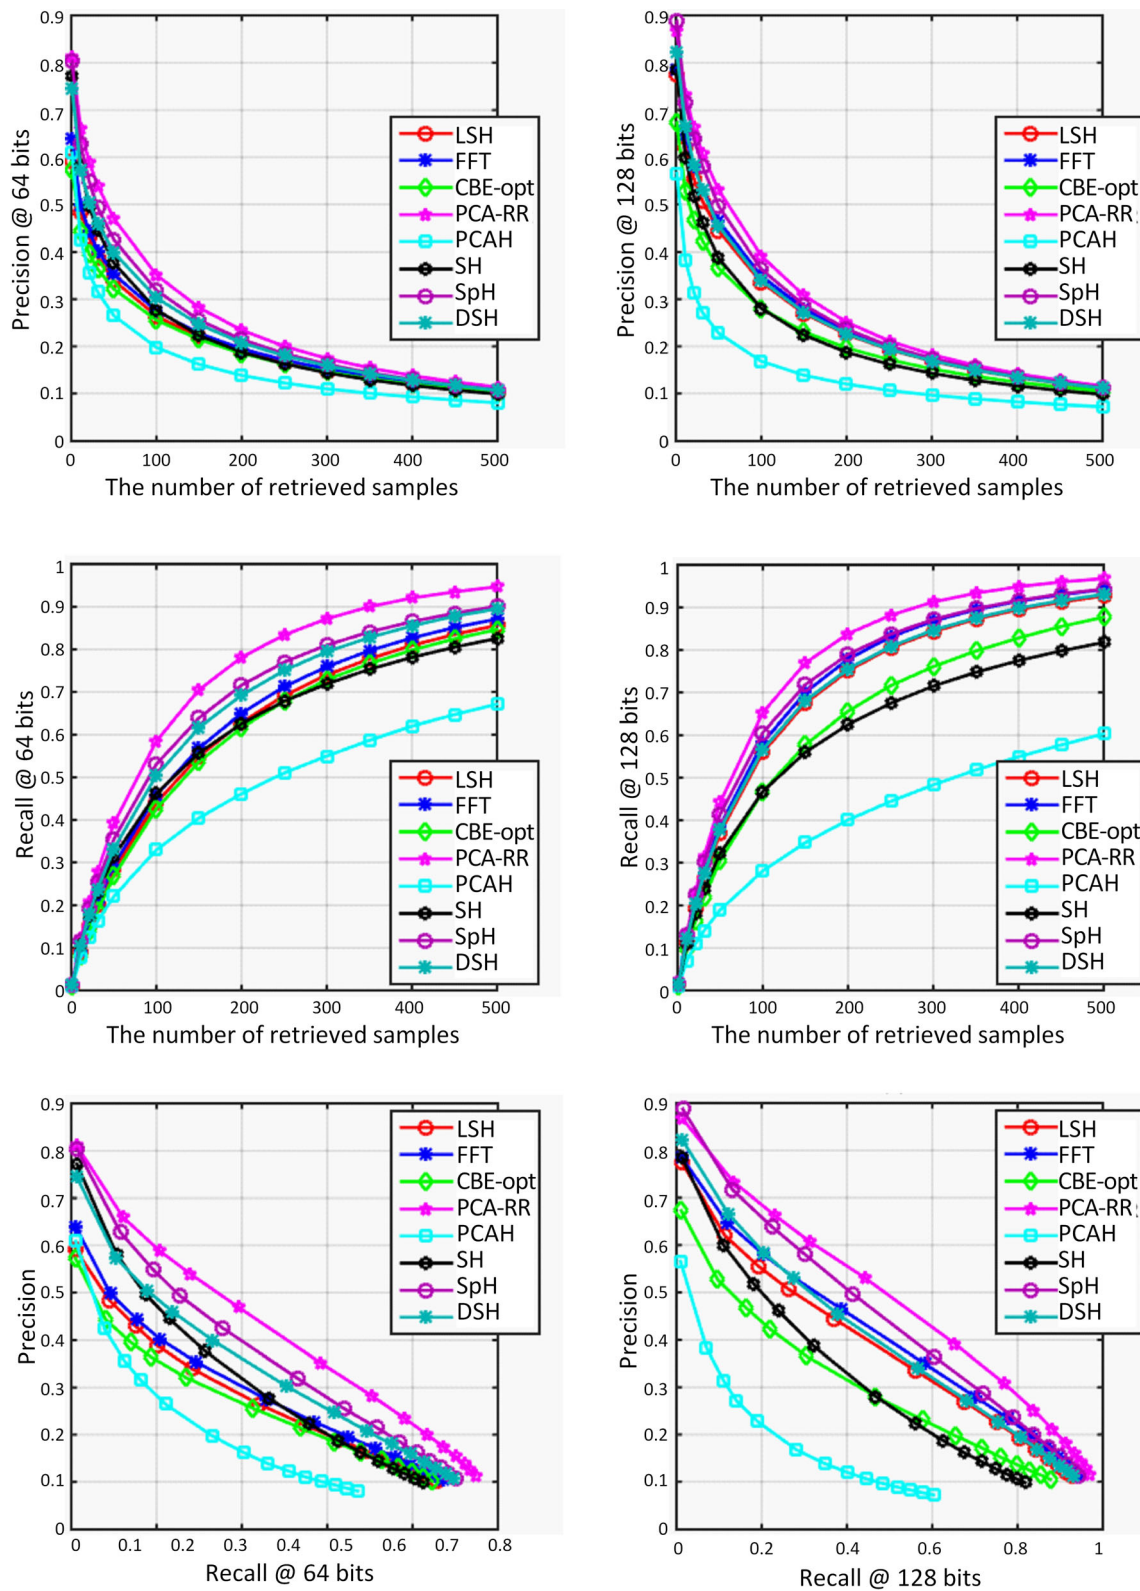 0.9
0.8
0.7
0.6
0.5
0.4
0.3
0.2
0.1
0
Precision @ 64 bits
LSH
FFT
CBE-opt
PCA-RR
PCAH
SH
SpH
DSH
0 100 200 300 400 500
The number of retrieved samples
0.9
0.8
0.7
0.6
0.5
0.4
0.3
0.2
0.1
0
Precision @ 128 bits
LSH
FFT
CBE-opt
PCA-RR
PCAH
SH
SpH
DSH
0 100 200 300 400 500
The number of retrieved samples
1
0.9
0.8
0.7
0.6
0.5
0.4
0.3
0.2
0.1
0
Recall @ 64 bits
LSH
FFT
CBE-opt
PCA-RR
PCAH
SH
SpH
DSH
0 100 200 300 400 500
The number of retrieved samples
1
0.9
0.8
0.7
0.6
0.5
0.4
0.3
0.2
0.1
0
Recall @ 128 bits
LSH
FFT
CBE-opt
PCA-RR
PCAH
SH
SpH
DSH
0 100 200 300 400 500
The number of retrieved samples
0.9
0.8
0.7
0.6
0.5
0.4
0.3
0.2
0.1
0
Precision
LSH
FFT
CBE-opt
PCA-RR
PCAH
SH
SpH
DSH
0 0.1 0.2 0.3 0.4 0.5 0.6 0.7 0.8
Recall @ 64 bits
0.9
0.8
0.7
0.6
0.5
0.4
0.3
0.2
0.1
0
Precision
LSH
FFT
CBE-opt
PCA-RR
PCAH
SH
SpH
DSH
0 0.2 0.4 0.6 0.8 1
Recall @ 128 bits